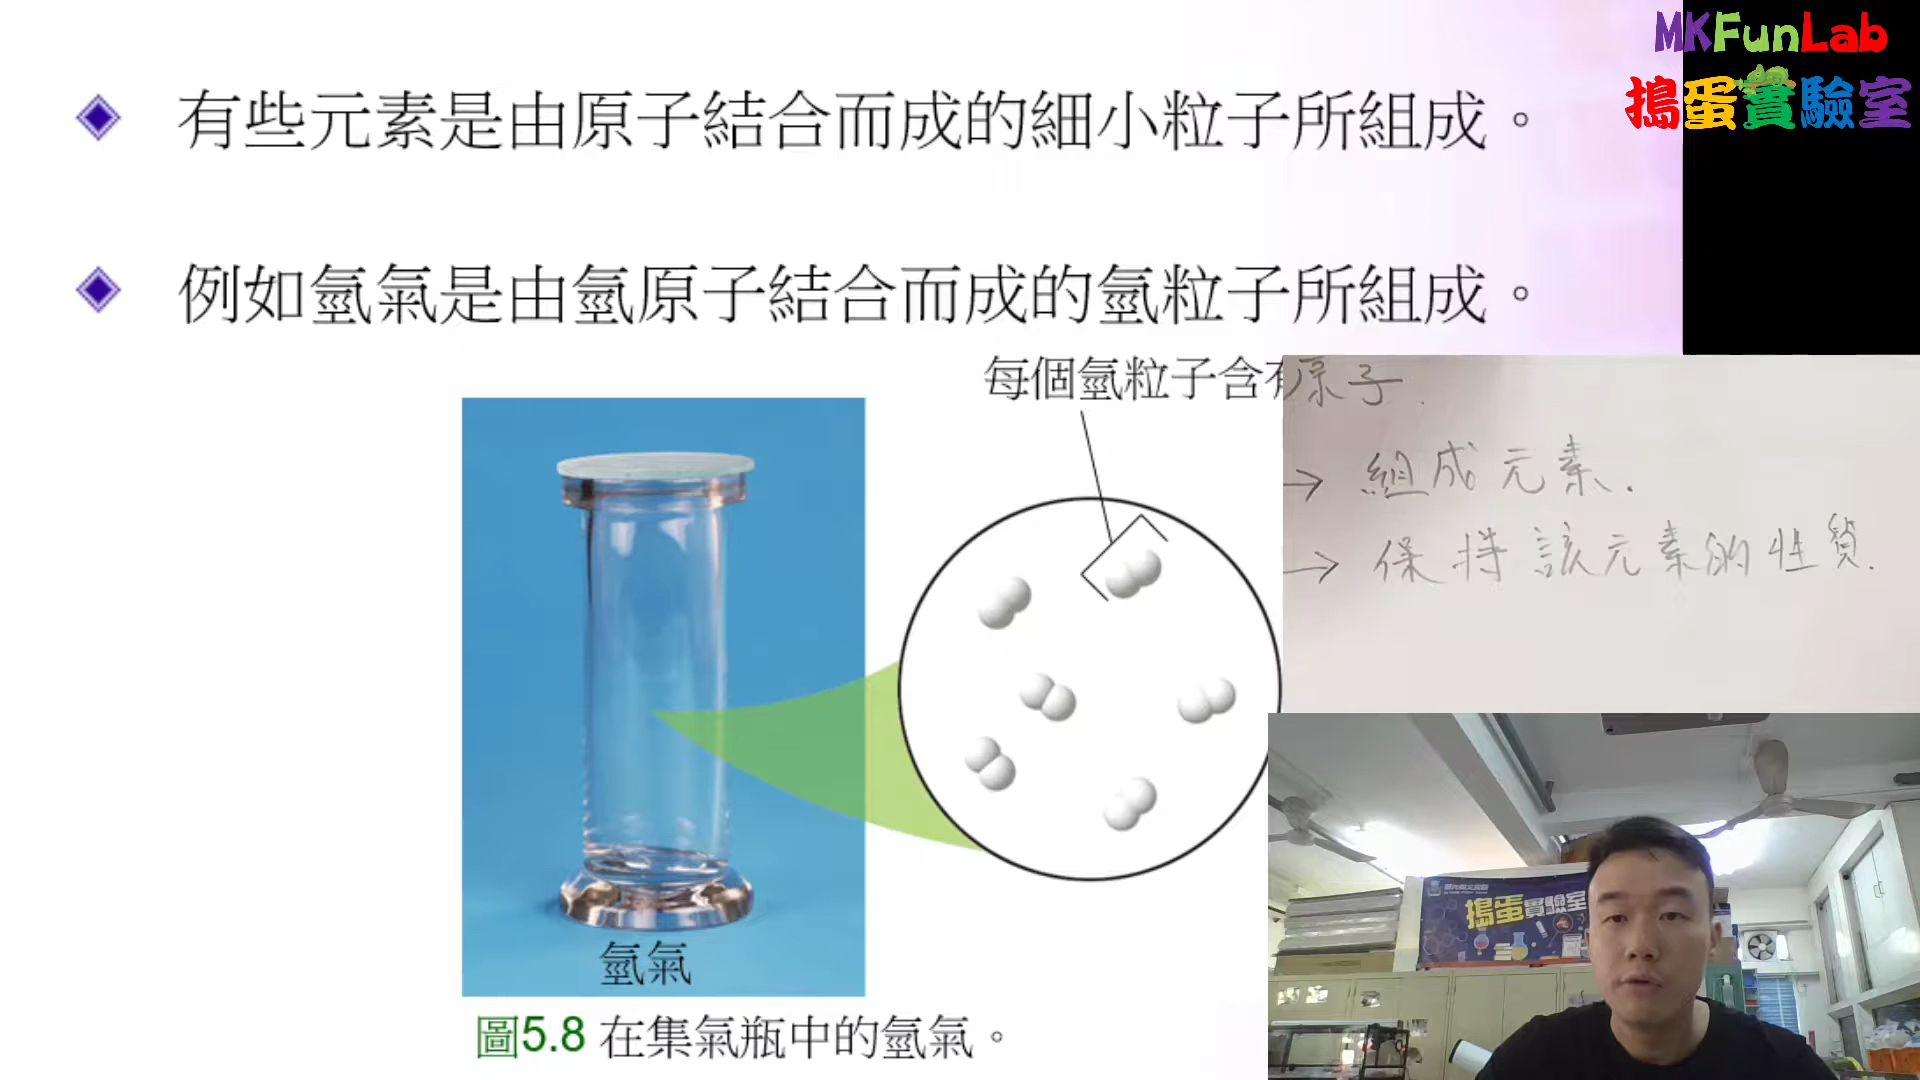 MKFunLab
搗蛋實驗室
有些元素是由原子結合而成的細小粒子所組成。
例如氫氣是由氫原子結合而成的氫粒子所組成。
每個氫粒子含有
原子.
→ 組成元素.
→ 保持該元素的性質.
氫氣
圖5.8 在集氣瓶中的氫氣。
搗蛋實驗室